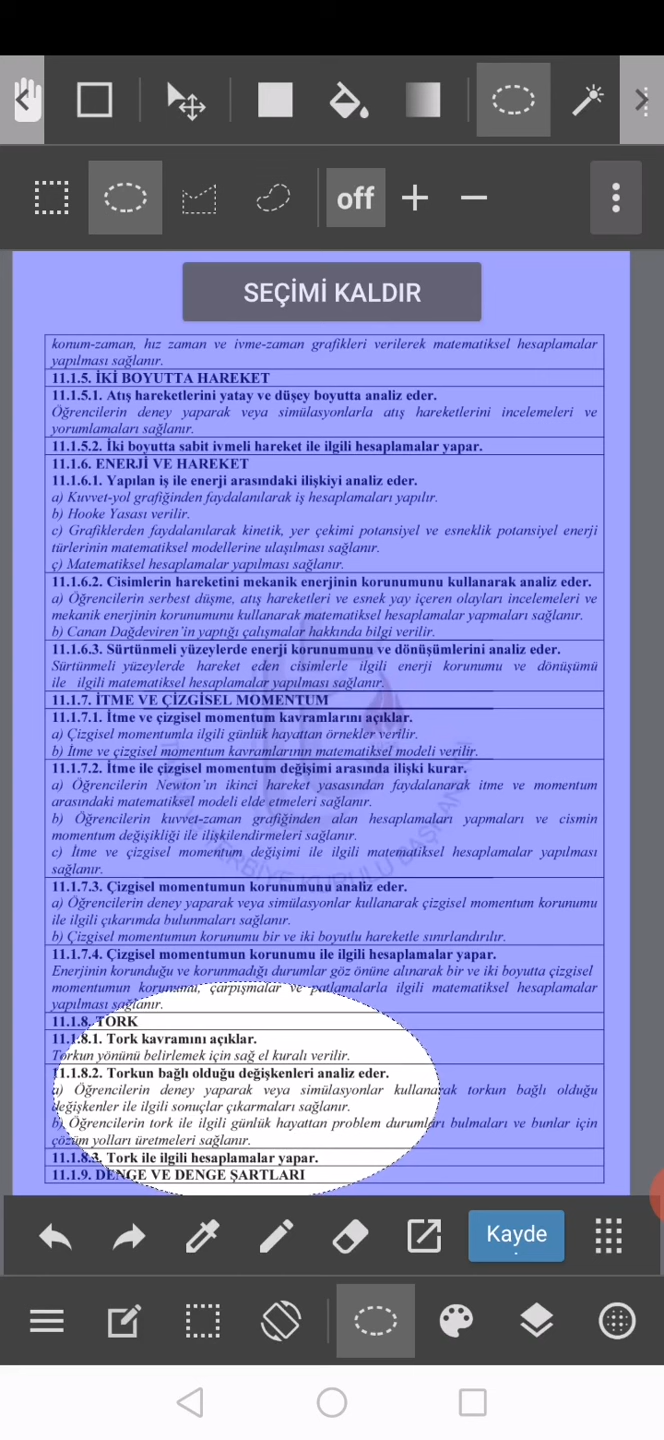 off
SEÇİMİ KALDIR
konum-zaman, hız zaman ve ivme-zaman grafikleri verilerek matematiksel hesaplamalar
yapılması sağlanır.
11.1.5. İKİ BOYUTTA HAREKET
11.1.5.1. Atış hareketlerini yatay ve düşey boyutta analiz eder.
Öğrencilerin deney yaparak veya simülasyonlarla atış hareketlerini incelemeleri ve
yorumlamaları sağlanır.
11.1.5.2. İki boyutta sabit ivmeli hareket ile ilgili hesaplamalar yapar.
11.1.6. ENERJİ VE HAREKET
11.1.6.1. Yapılan iş ile enerji arasındaki ilişkiyi analiz eder.
a) Kuvvet-yol grafiğinden faydalanılarak iş hesaplamaları yapılır.
b) Hooke Yasası verilir.
c) Grafiklerden faydalanılarak kinetik, yer çekimi potansiyel ve esneklik potansiyel enerji
türlerinin matematiksel modellerine ulaşılması sağlanır.
ç) Matematiksel hesaplamalar yapılması sağlanır.
11.1.6.2. Cisimlerin hareketini mekanik enerjinin korunumunu kullanarak analiz eder.
a) Öğrencilerin serbest düşme, atış hareketleri ve esnek yay içeren olayları incelemeleri ve
mekanik enerjinin korunumunu kullanarak matematiksel hesaplamalar yapmaları sağlanır.
b) Canan Dağdeviren'in yaptığı çalışmalar hakkında bilgi verilir.
11.1.6.3. Sürtünmeli yüzeylerde enerji korunumunu ve dönüşümlerini analiz eder.
Sürtünmeli yüzeylerde hareket eden cisimlerle ilgili enerji korunumu ve dönüşümü
ile ilgili matematiksel hesaplamalar yapılması sağlanır.
11.1.7. İTME VE ÇİZGİSEL MOMENTUM
11.1.7.1. İtme ve çizgisel momentum kavramlarını açıklar.
a) Çizgisel momentumla ilgili günlük hayattan örnekler verilir.
b) İtme ve çizgisel momentum kavramlarının matematiksel modeli verilir.
11.1.7.2. İtme ile çizgisel momentum değişimi arasında ilişki kurar.
a) Öğrencilerin Newton'ın ikinci hareket yasasından faydalanarak itme ve momentum
arasındaki matematiksel modeli elde etmeleri sağlanır.
b) Öğrencilerin kuvvet-zaman grafiğinden alan hesaplamaları yapmaları ve cismin
momentum değişikliği ile ilişkilendirmeleri sağlanır.
c) İtme ve çizgisel momentum değişimi ile ilgili matematiksel hesaplamalar yapılması
sağlanır.
11.1.7.3. Çizgisel momentumun korunumunu analiz eder.
a) Öğrencilerin deney yaparak veya simülasyonlar kullanarak çizgisel momentum korunumu
ile ilgili çıkarımda bulunmaları sağlanır.
b) Çizgisel momentumun korunumu bir ve iki boyutlu hareketle sınırlandırılır.
11.1.7.4. Çizgisel momentumun korunumu ile ilgili hesaplamalar yapar.
Enerjinin korunduğu ve korunmadığı durumlar göz önüne alınarak bir ve iki boyutta çizgisel
momentumun korunumu, çarpışmalar ve patlamalarla ilgili matematiksel hesaplamalar
yapılması sağlanır.
11.1.8. TORK
11.1.8.1. Tork kavramını açıklar.
Torkun yönünü belirlemek için sağ el kuralı verilir.
11.1.8.2. Torkun bağlı olduğu değişkenleri analiz eder.
a) Öğrencilerin deney yaparak veya simülasyonlar kullanarak torkun bağlı olduğu
değişkenler ile ilgili sonuçlar çıkarmaları sağlanır.
b) Öğrencilerin tork ile ilgili günlük hayattan problem durumları bulmaları ve bunlar için
çözüm yolları üretmeleri sağlanır.
11.1.8.3. Tork ile ilgili hesaplamalar yapar.
11.1.9. DENGE VE DENGE ŞARTLARI
Kayde